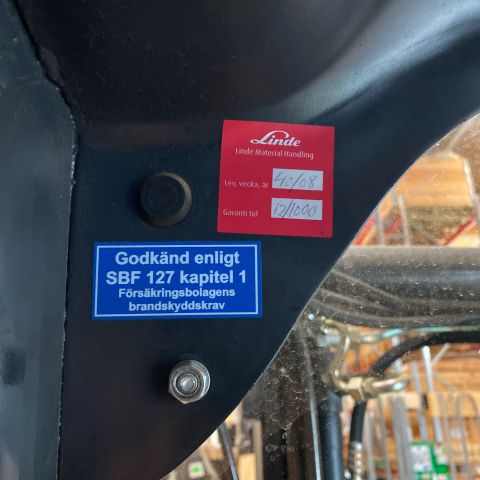 Linde
Linde Material Handling
Lev, vecka, år 40/08
Garanti tid 12/1000
Godkänd enligt
SBF 127 kapitel 1
Försäkringsbolagens
brandskyddskrav